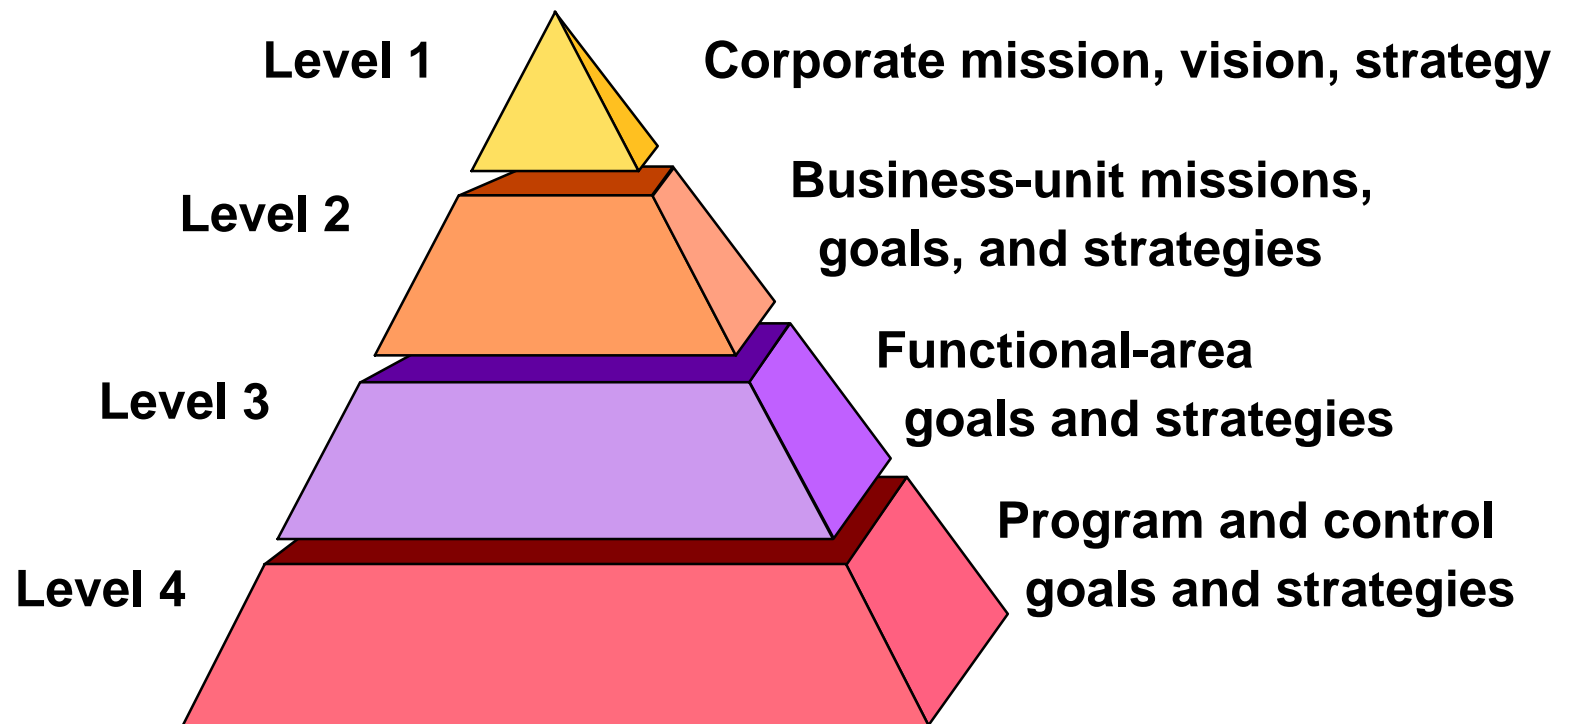 Level 1
Corporate mission, vision, strategy
Level 2
Business-unit missions,
goals, and strategies
Level 3
Functional-area
goals and strategies
Level 4
Program and control
goals and strategies